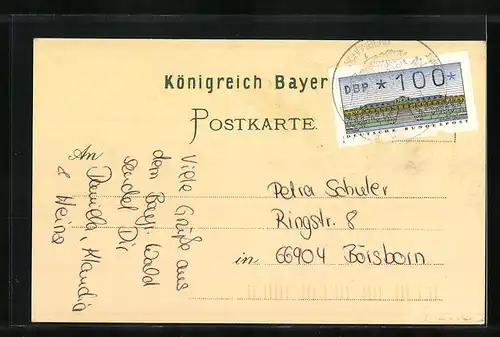 Königreich Bayer
POSTKARTE.
DBP * 100 *
DEUTSCHE BUNDESPOST
An
Viele Grüße aus
dem Bayr. Wald
sendet Dir
Daniela, Klaudia
& Heinz
Petra Schuler
Ringstr. 8
in 66904 Börsborn